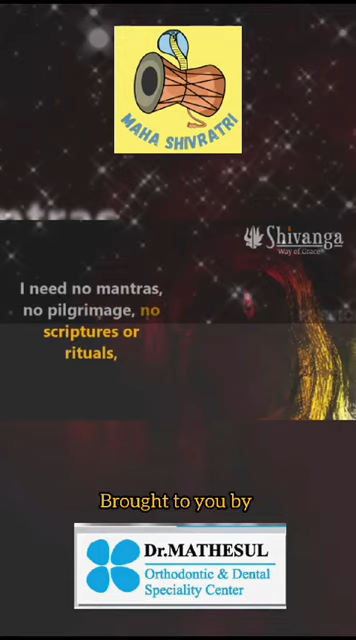 MAHA SHIVRATRI
Shivanga
Way of Grace
I need no mantras,
no pilgrimage, no
scriptures or
rituals,
Brought to you by
Dr.MATHESUL
Orthodontic & Dental
Speciality Center